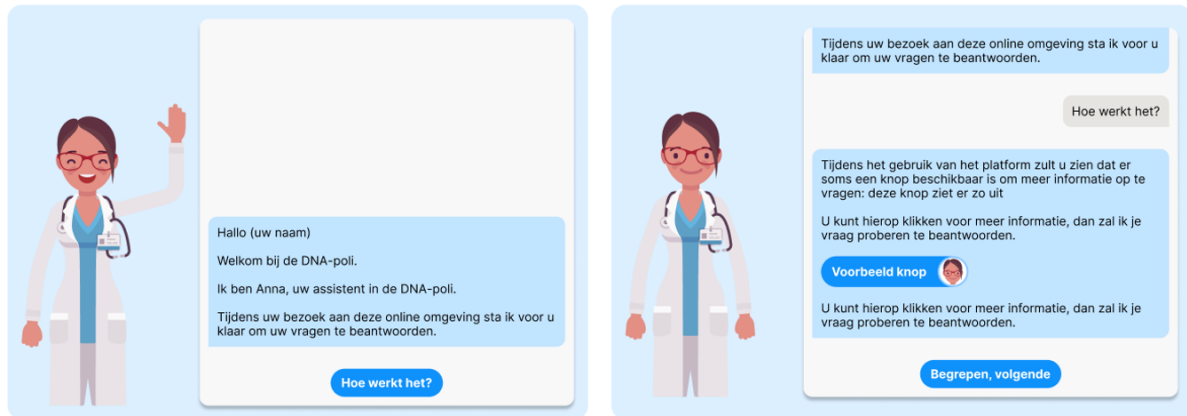 Hallo (uw naam)
Welkom bij de DNA-poli.
Ik ben Anna, uw assistent in de DNA-poli.
Tijdens uw bezoek aan deze online omgeving sta ik voor u
klaar om uw vragen te beantwoorden.
Hoe werkt het?
Tijdens uw bezoek aan deze online omgeving sta ik voor u
klaar om uw vragen te beantwoorden.
Hoe werkt het?
Tijdens het gebruik van het platform zult u zien dat er
soms een knop beschikbaar is om meer informatie op te
vragen: deze knop ziet er zo uit
U kunt hierop klikken voor meer informatie, dan zal ik je
vraag proberen te beantwoorden.
Voorbeeld knop
U kunt hierop klikken voor meer informatie, dan zal ik je
vraag proberen te beantwoorden.
Begrepen, volgende